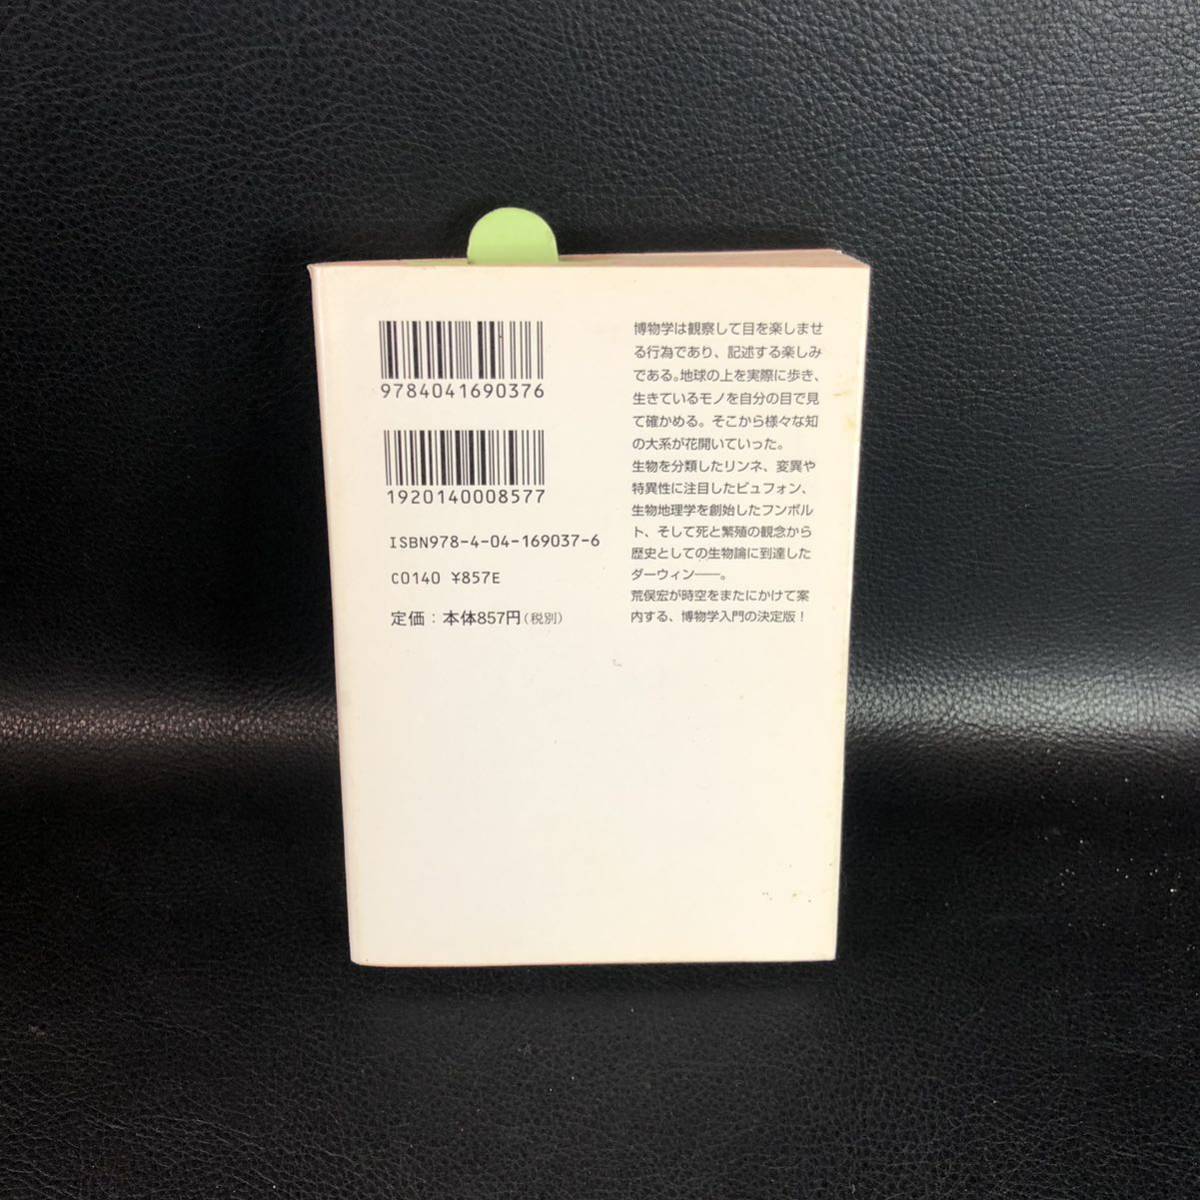 9784041690376
1920140008577
ISBN978-4-04-169037-6
C0140 ¥857E
定価：本体857円（税別）
博物学は観察して目を楽しませ
る行為であり、記述する楽しみ
である。地球の上を実際に歩き、
生きているモノを自分の目で見
て確かめる。そこから様々な知
の大系が花開いていった。
生物を分類したリンネ、変異や
特異性に注目したビュフォン、
生物地理学を創始したフンボル
ト、そして死と繁殖の観念から
歴史としての生物論に到達した
ダーウィン──。
荒俣宏が時空をまたにかけて案
内する、博物学入門の決定版！